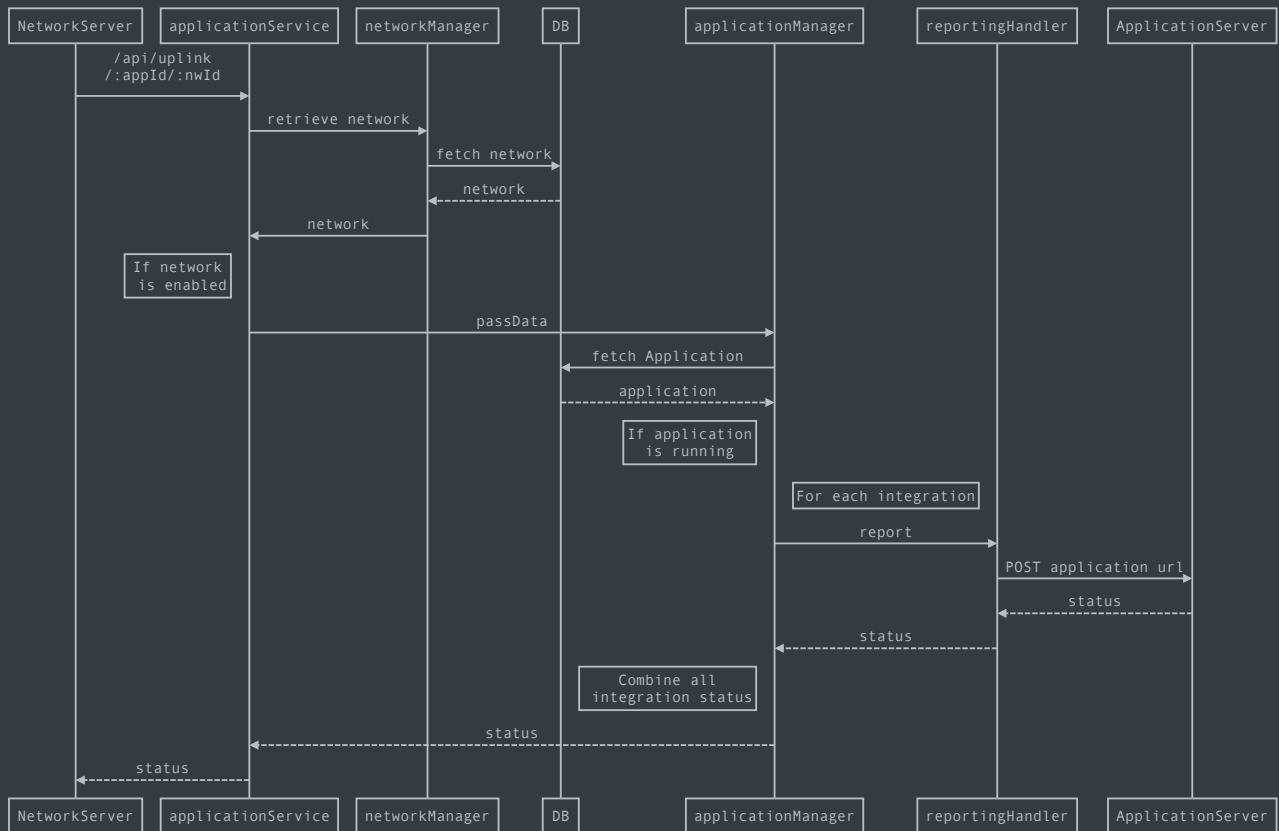 NetworkServer
applicationService
networkManager
DB
applicationManager
reportingHandler
ApplicationServer
/api/uplink
/:appId/:nwId
retrieve network
fetch network
network
network
If network
is enabled
passData
fetch Application
application
If application
is running
For each integration
report
POST application url
status
status
Combine all
integration status
status
status
NetworkServer
applicationService
networkManager
DB
applicationManager
reportingHandler
ApplicationServer